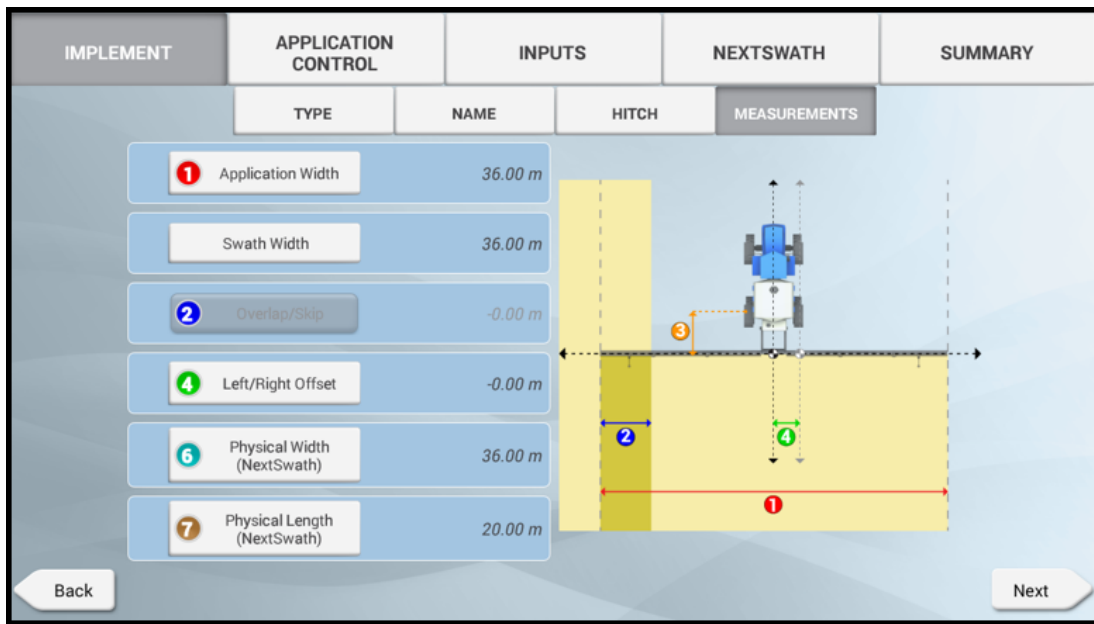 IMPLEMENT
APPLICATION
CONTROL
INPUTS
NEXTSWATH
SUMMARY
TYPE
NAME
HITCH
MEASUREMENTS
1 Application Width 36.00 m
Swath Width 36.00 m
2 Overlap/Skip -0.00 m
4 Left/Right Offset -0.00 m
6 Physical Width
(NextSwath) 36.00 m
7 Physical Length
(NextSwath) 20.00 m
3
2
4
1
Back
Next